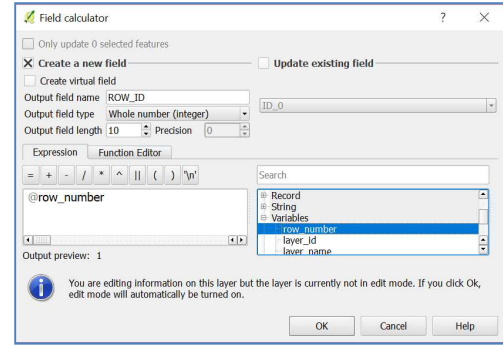 Field calculator ? ×
Only update 0 selected features
Create a new field
Update existing field
Create virtual field
Output field name ROW_ID
Output field type Whole number (integer)
ID_0
Output field length 10 Precision 0
Expression Function Editor
= + - / * ^ || ( ) '\n'
Search
@row_number
Record
String
Variables
row_number
layer_id
layer_name
Output preview: 1
You are editing information on this layer but the layer is currently not in edit mode. If you click Ok,
edit mode will automatically be turned on.
OK Cancel Help